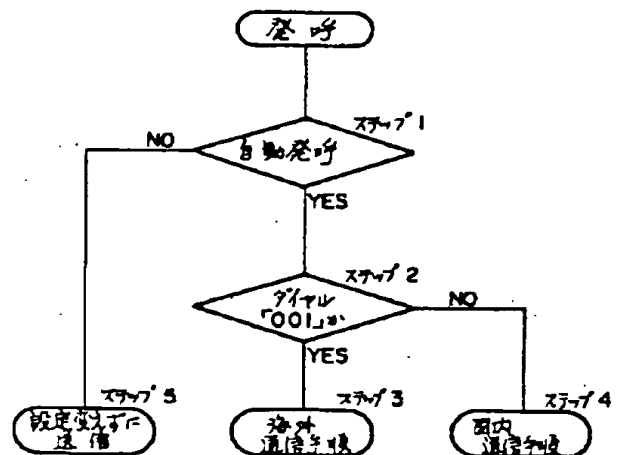 発呼
ステップ1
NO
自動発呼
YES
ステップ2
ダイヤル
「001」か
NO
YES
ステップ5
ステップ3
ステップ4
設定変えずに
送信
海外
通信手順
国内
通信手順